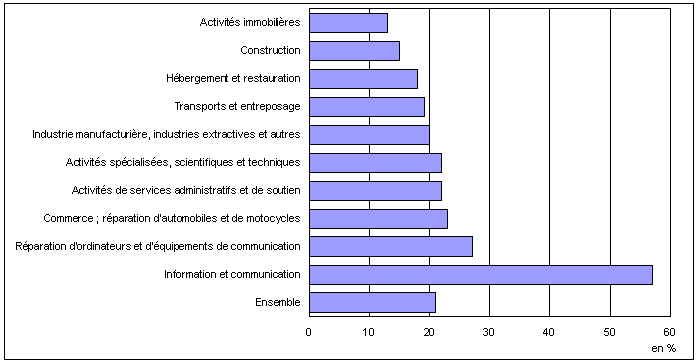 Activités immobilières
Construction
Hébergement et restauration
Transports et entreposage
Industrie manufacturière, industries extractives et autres
Activités spécialisées, scientifiques et techniques
Activités de services administratifs et de soutien
Commerce ; réparation d'automobiles et de motocycles
Réparation d'ordinateurs et d'équipements de communication
Information et communication
Ensemble
0 10 20 30 40 50 60
en %